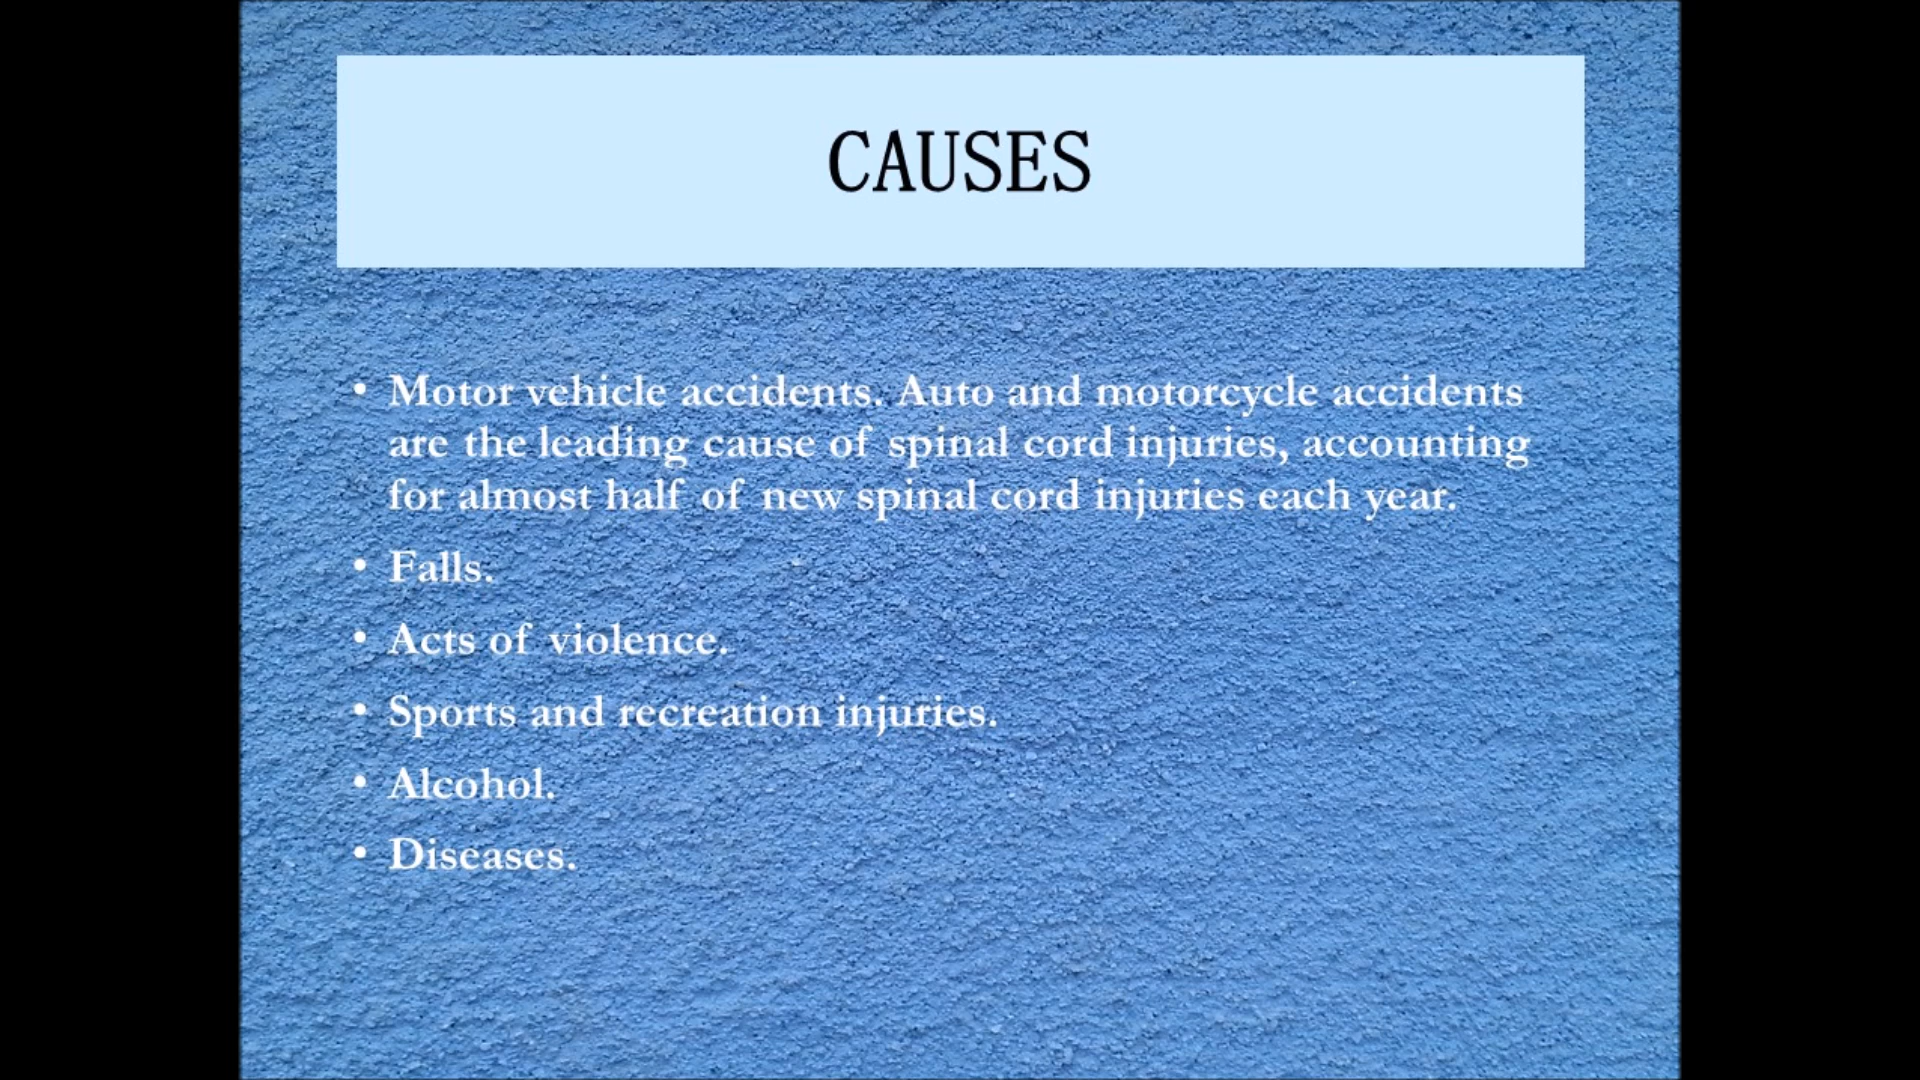 CAUSES
• Motor vehicle accidents. Auto and motorcycle accidents
are the leading cause of spinal cord injuries, accounting
for almost half of new spinal cord injuries each year.
• Falls.
• Acts of violence.
• Sports and recreation injuries.
• Alcohol.
• Diseases.